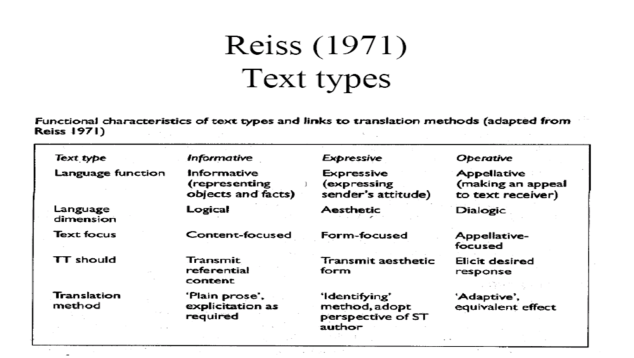 Reiss (1971)
Text types
Functional characteristics of text types and links to translation methods (adapted from
Reiss 1971)
Text type Informative Expressive Operative
Language function Informative Expressive Appellative
(representing (expressing (making an appeal
objects and facts) sender's attitude) to text receiver)
Language Logical Aesthetic Dialogic
dimension
Text focus Content-focused Form-focused Appellative-
focused
TT should Transmit Transmit aesthetic Elicit desired
referential form response
content
Translation 'Plain prose', 'Identifying' 'Adaptive',
method explicitation as method, adopt equivalent effect
required perspective of ST
author